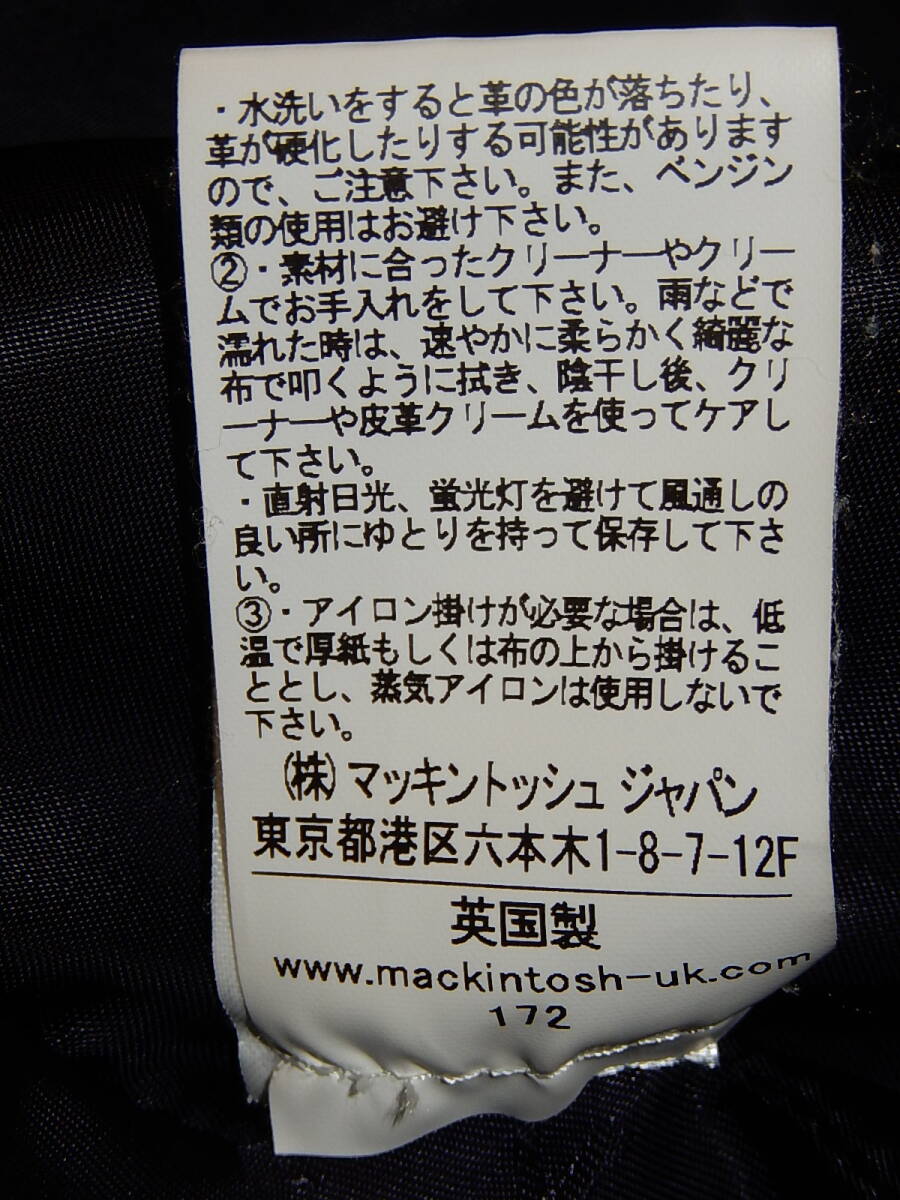 ・水洗いをすると革の色が落ちたり、
革が硬化したりする可能性があります
ので、ご注意下さい。また、ベンジン
類の使用はお避け下さい。
②・素材に合ったクリーナーやクリー
ムでお手入れをして下さい。雨などで
濡れた時は、速やかに柔らかく綺麗な
布で叩くように拭き、陰干し後、クリ
ーナーや皮革クリームを使ってケアし
て下さい。
・直射日光、蛍光灯を避けて風通しの
良い所にゆとりを持って保存して下さ
い。
③・アイロン掛けが必要な場合は、低
温で厚紙もしくは布の上から掛けるこ
ととし、蒸気アイロンは使用しないで
下さい。
(株)マッキントッシュ ジャパン
東京都港区六本木1-8-7-12F
英国製
www.mackintosh-uk.com
172